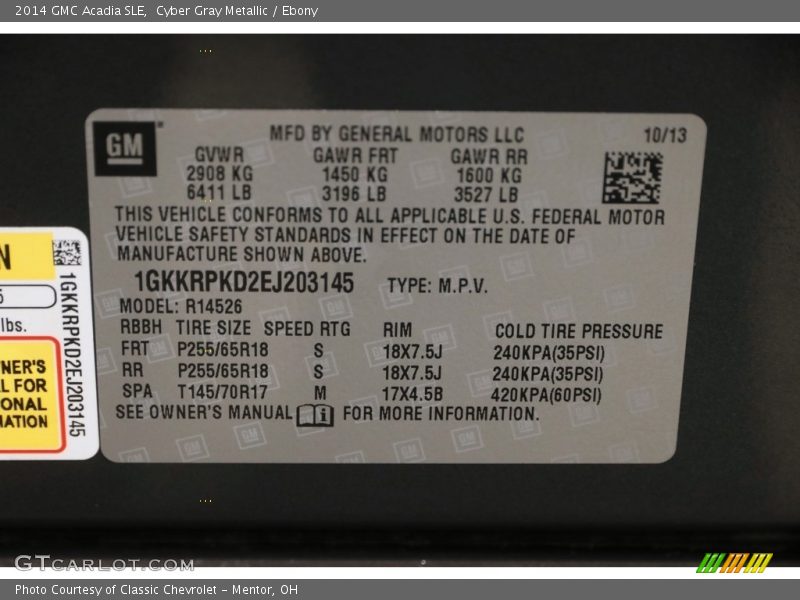 2014 GMC Acadia SLE,  Cyber Gray Metallic / Ebony
GM
MFD BY GENERAL MOTORS LLC
10/13
GVWR GAWR FRT GAWR RR
2908 KG 1450 KG 1600 KG
6411 LB 3196 LB 3527 LB
THIS VEHICLE CONFORMS TO ALL APPLICABLE U.S. FEDERAL MOTOR
VEHICLE SAFETY STANDARDS IN EFFECT ON THE DATE OF
MANUFACTURE SHOWN ABOVE.
1GKKRPKD2EJ203145 TYPE: M.P.V.
MODEL: R14526
RBBH TIRE SIZE SPEED RTG RIM COLD TIRE PRESSURE
FRT P255/65R18 S 18X7.5J 240KPA(35PSI)
RR P255/65R18 S 18X7.5J 240KPA(35PSI)
SPA T145/70R17 M 17X4.5B 420KPA(60PSI)
SEE OWNER'S MANUAL i FOR MORE INFORMATION.
N
5
lbs.
NER'S
L FOR
ONAL
MATION
1GKKRPKD2EJ203145
GTCARLOT.COM
Photo Courtesy of Classic Chevrolet - Mentor, OH